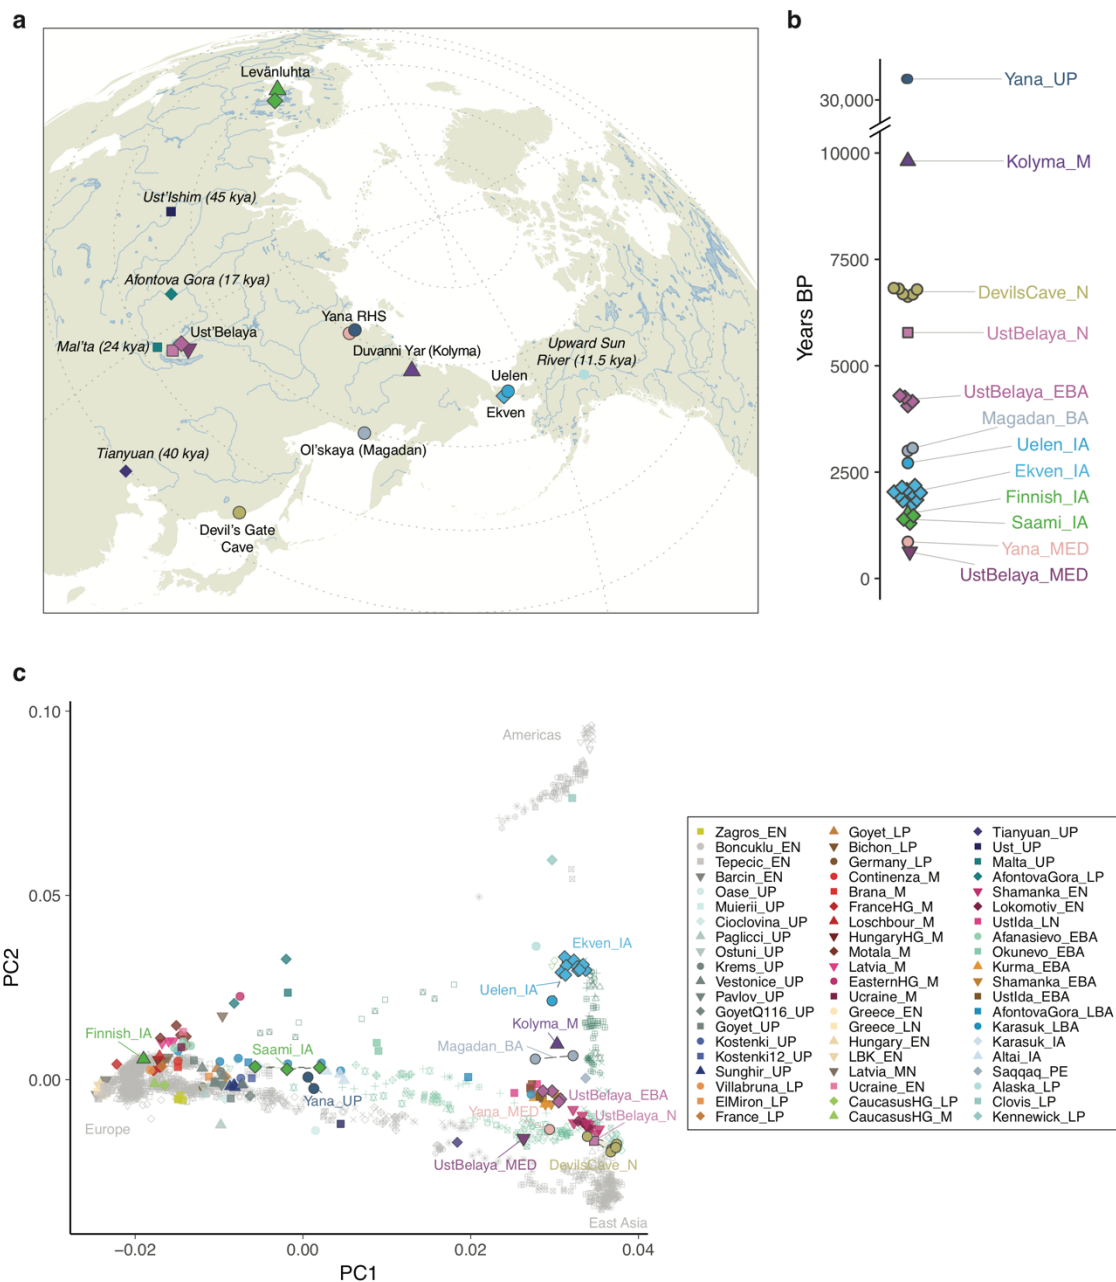 a
Levänluhta
Ust'Ishim (45 kya)
Afontova Gora (17 kya)
Ust'Belaya
Mal'ta (24 kya)
Yana RHS
Duvanni Yar (Kolyma)
Upward Sun
River (11.5 kya)
Uelen
Ekven
Ol'skaya (Magadan)
Tianyuan (40 kya)
Devil's Gate
Cave
b
Years BP
30,000
10000
7500
5000
2500
0
Yana_UP
Kolyma_M
DevilsCave_N
UstBelaya_N
UstBelaya_EBA
Magadan_BA
Uelen_IA
Ekven_IA
Finnish_IA
Saami_IA
Yana_MED
UstBelaya_MED
c
PC2
0.10
0.05
0.00
Americas
Ekven_IA
Uelen_IA
Kolyma_M
Magadan_BA
Finnish_IA
Saami_IA
Yana_UP
UstBelaya_EBA
Yana_MED
UstBelaya_N
Europe
UstBelaya_MED
DevilsCave_N
East Asia
−0.02
0.00
0.02
0.04
PC1
Zagros_EN
Boncuklu_EN
Tepecic_EN
Barcin_EN
Oase_UP
Muierii_UP
Cioclovina_UP
Paglicci_UP
Ostuni_UP
Krems_UP
Vestonice_UP
Pavlov_UP
GoyetQ116_UP
Goyet_UP
Kostenki_UP
Kostenki12_UP
Sunghir_UP
Villabruna_LP
ElMiron_LP
France_LP
Goyet_LP
Bichon_LP
Germany_LP
Continenza_M
Brana_M
FranceHG_M
Loschbour_M
HungaryHG_M
Motala_M
Latvia_M
EasternHG_M
Ucraine_M
Greece_EN
Greece_LN
Hungary_EN
LBK_EN
Latvia_MN
Ucraine_EN
CaucasusHG_LP
CaucasusHG_M
Tianyuan_UP
Ust_UP
Malta_UP
AfontovaGora_LP
Shamanka_EN
Lokomotiv_EN
UstIda_LN
Afanasievo_EBA
Okunevo_EBA
Kurma_EBA
Shamanka_EBA
UstIda_EBA
AfontovaGora_LBA
Karasuk_LBA
Karasuk_IA
Altai_IA
Saqqaq_PE
Alaska_LP
Clovis_LP
Kennewick_LP